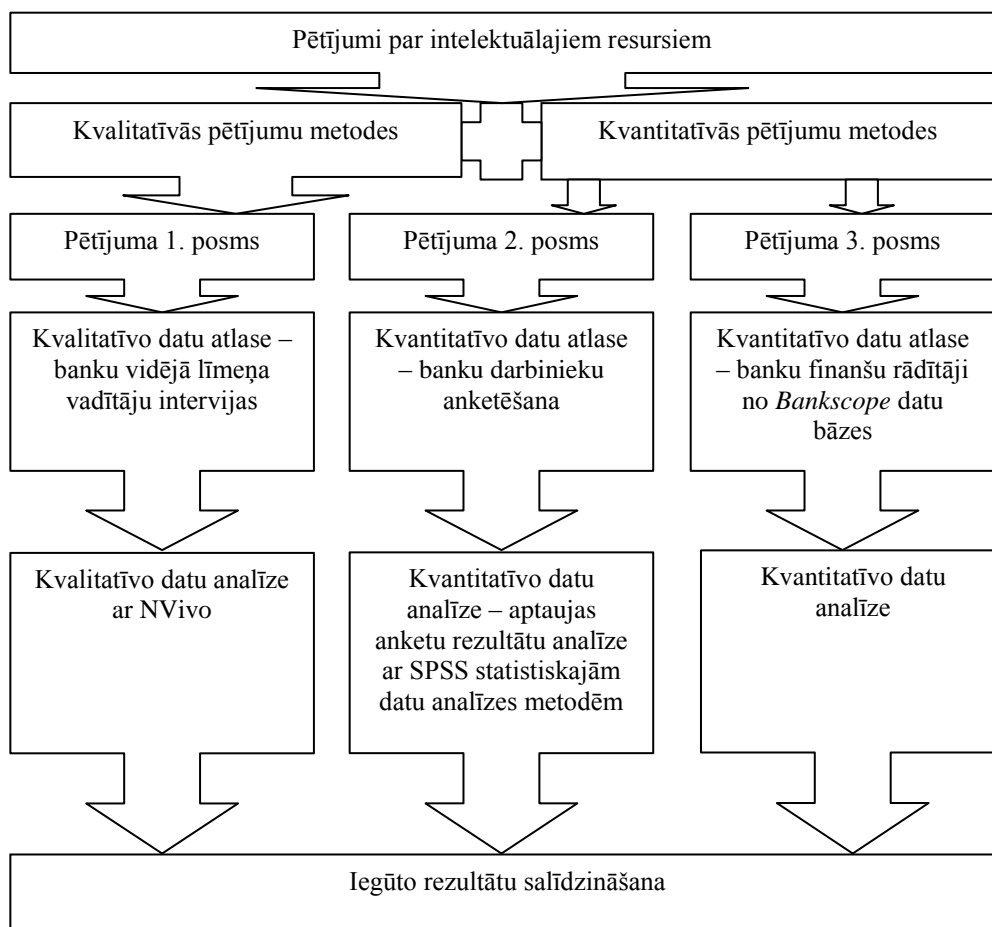 Pētījumi par intelektuālajiem resursiem
Kvalitatīvās pētījumu metodes
Kvantitatīvās pētījumu metodes
Pētījuma 1. posms
Pētījuma 2. posms
Pētījuma 3. posms
Kvalitatīvo datu atlase –
banku vidējā līmeņa
vadītāju intervijas
Kvantitatīvo datu atlase
– banku darbinieku
anketēšana
Kvantitatīvo datu atlase
– banku finanšu rādītāji
no Bankscope datu
bāzes
Kvalitatīvo datu analīze
ar NVivo
Kvantitatīvo datu
analīze – aptaujas
anketu rezultātu analīze
ar SPSS statistiskajām
datu analīzes metodēm
Kvantitatīvo datu
analīze
Iegūto rezultātu salīdzināšana